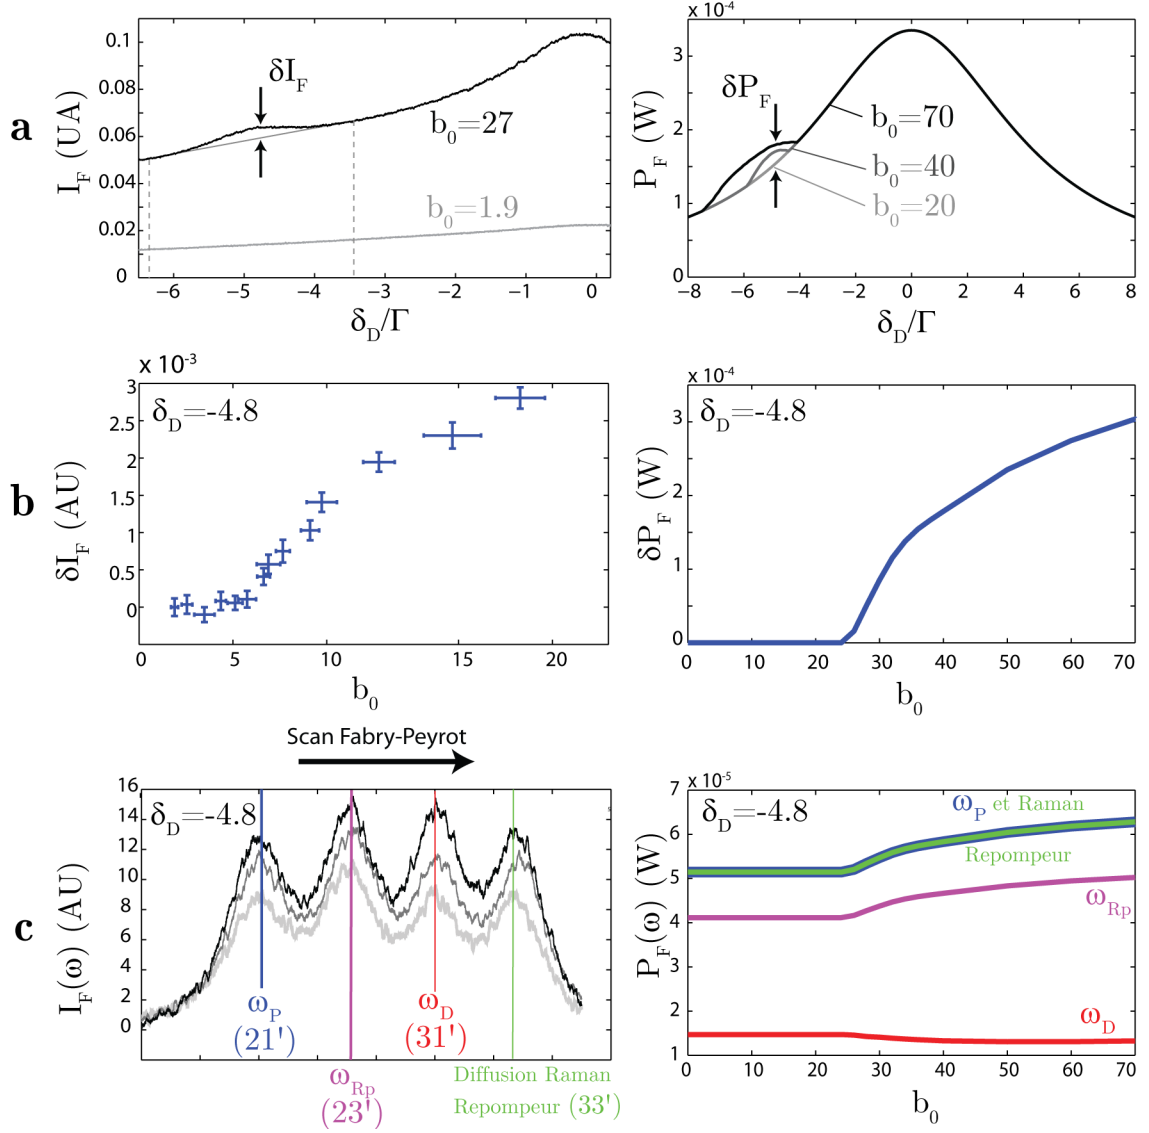 a
I_F (UA)
0.1
0.08
0.06
0.04
0.02
0
δI_F
b_0=27
b_0=1.9
-6 -5 -4 -3 -2 -1 0
δ_D/Γ
x 10^-4
P_F (W)
3
2
1
0
δP_F
b_0=70
b_0=40
b_0=20
-8 -6 -4 -2 0 2 4 6 8
δ_D/Γ
b
x 10^-3
δI_F (AU)
3
2.5
1.5
1
0.5
0
δ_D=-4.8
0 5 10 15 20
b_0
x 10^-4
δP_F (W)
3
2
1
0
δ_D=-4.8
0 10 20 30 40 50 60 70
b_0
c
Scan Fabry-Peyrot
I_F(ω) (AU)
16
14
12
10
8
6
4
2
0
δ_D=-4.8
ω_P
(21')
ω_Rp
(23')
ω_D
(31')
Diffusion Raman
Repompeur (33')
x 10^-5
P_F(ω) (W)
7
6
5
4
3
2
1
δ_D=-4.8
ω_P et Raman
Repompeur
ω_Rp
ω_D
0 10 20 30 40 50 60 70
b_0